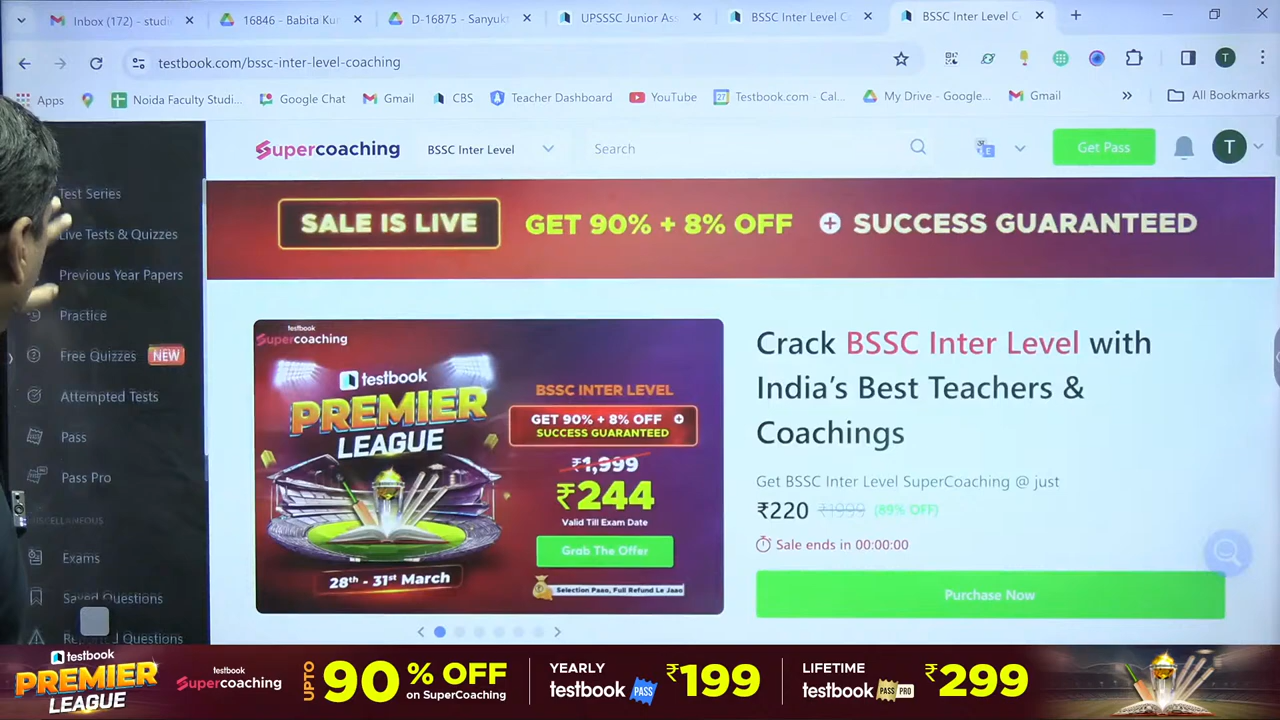 Inbox (172) - studi
16846 - Babita Ku
D-16875 - Sanyukt
UPSSSC Junior Ass
BSSC Inter Level C
BSSC Inter Level C
testbook.com/bssc-inter-level-coaching
T
Apps
Noida Faculty Studi...
Google Chat
Gmail
CBS
Teacher Dashboard
YouTube
Testbook.com - Cal...
My Drive - Google...
Gmail
All Bookmarks
Supercoaching
BSSC Inter Level
Search
Get Pass
T
Test Series
Live Tests & Quizzes
Previous Year Papers
Practice
Free Quizzes NEW
Attempted Tests
Pass
Pass Pro
Exams
Saved Questions
Reported Questions
SALE IS LIVE
GET 90% + 8% OFF
+ SUCCESS GUARANTEED
testbook
Supercoaching
testbook
PREMIER
LEAGUE
28th - 31st March
BSSC INTER LEVEL
GET 90% + 8% OFF +
SUCCESS GUARANTEED
₹1,999
₹244
Valid Till Exam Date
Grab The Offer
Selection Paao, Full Refund Le Jaao
Crack BSSC Inter Level with
India's Best Teachers &
Coachings
Get BSSC Inter Level SuperCoaching @ just
₹220 ₹1999 (89% OFF)
Sale ends in 00:00:00
Purchase Now
testbook
PREMIER
LEAGUE
testbook
Supercoaching
UPTO 90% OFF
on SuperCoaching
YEARLY
testbook PASS
₹199
LIFETIME
testbook PASS PRO
₹299